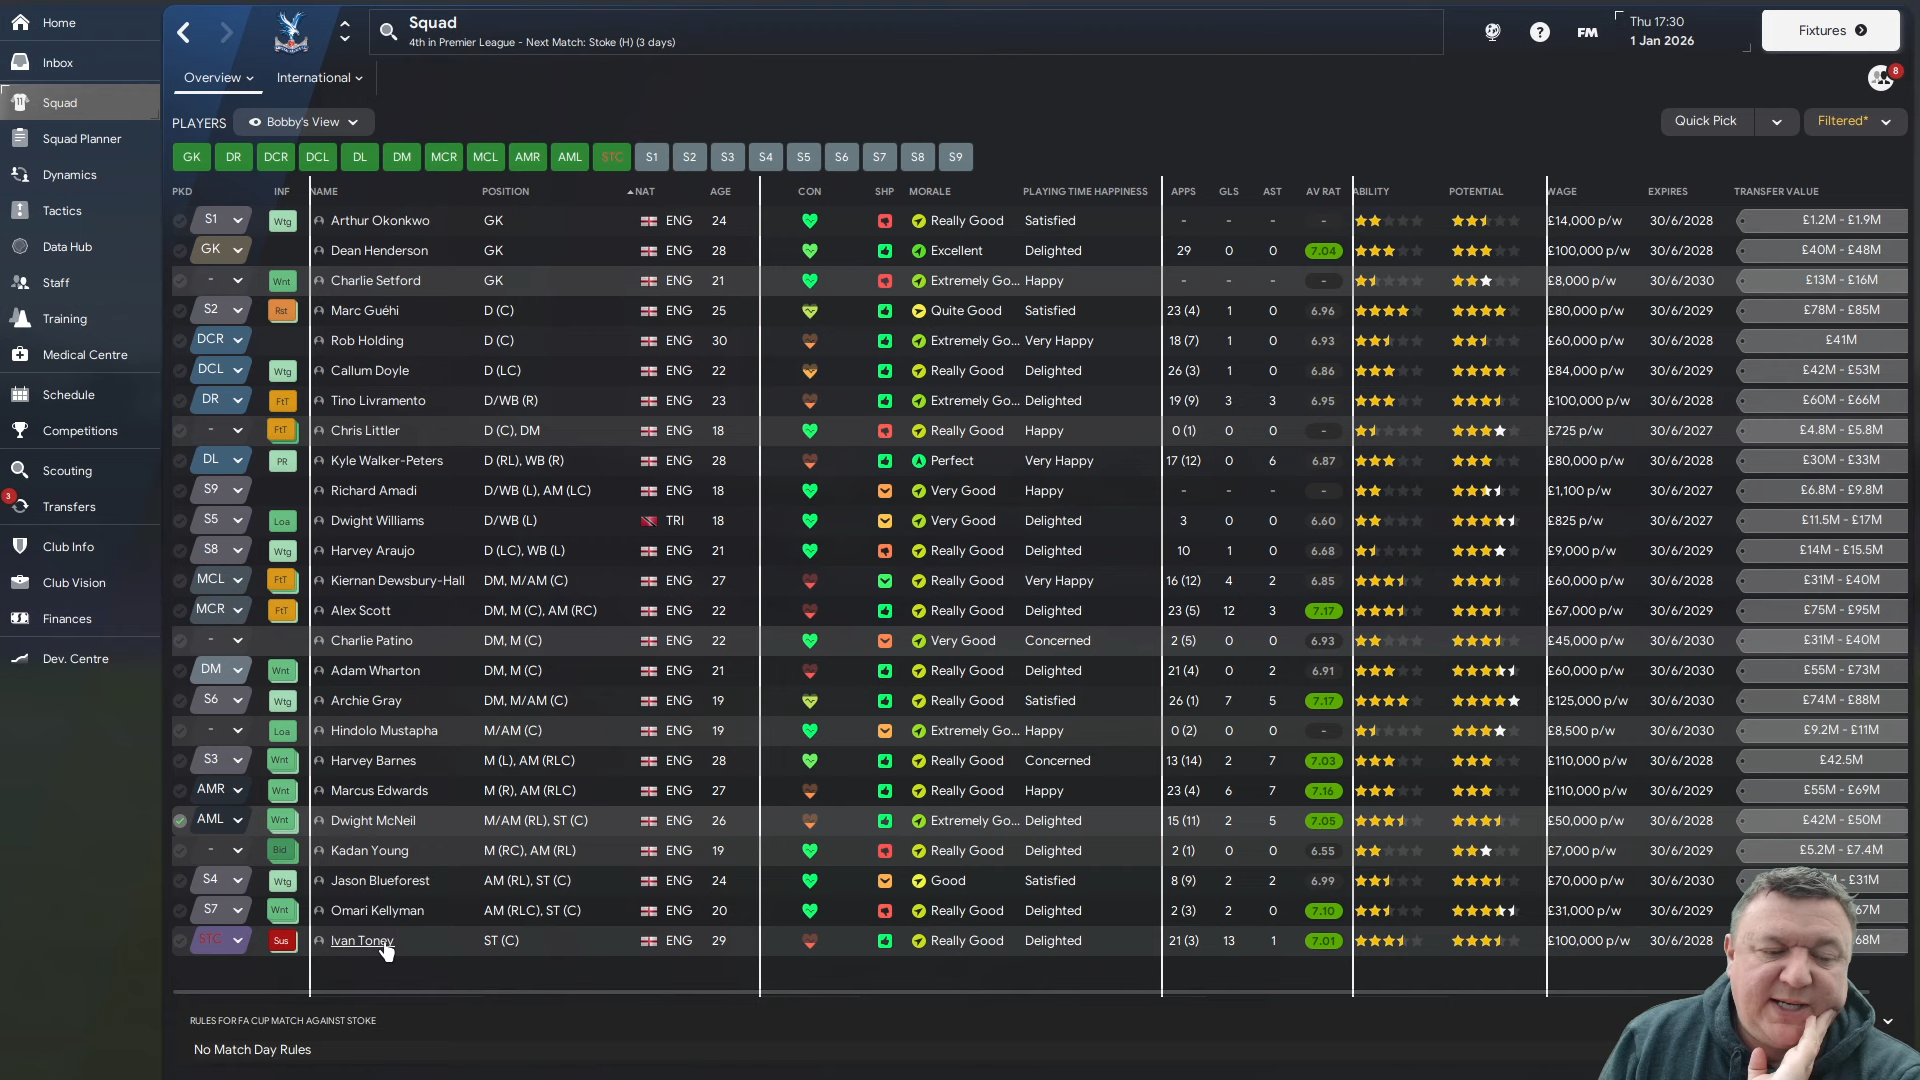 Home
Inbox
Squad
Squad Planner
Dynamics
Tactics
Data Hub
Staff
Training
Medical Centre
Schedule
Competitions
Scouting
3
Transfers
Club Info
Club Vision
Finances
Dev. Centre
Squad
4th in Premier League - Next Match: Stoke (H) (3 days)
? FM
Thu 17:30
1 Jan 2026
Fixtures
Overview International
8
PLAYERS Bobby's View
Quick Pick Filtered*
GK DR DCR DCL DL DM MCR MCL AMR AML STC S1 S2 S3 S4 S5 S6 S7 S8 S9
PKD INF NAME POSITION NAT AGE CON SHP MORALE PLAYING TIME HAPPINESS APPS GLS AST AV RAT ABILITY POTENTIAL WAGE EXPIRES TRANSFER VALUE
S1 Wtg Arthur Okonkwo GK ENG 24 Really Good Satisfied - - - - £14,000 p/w 30/6/2028 £1.2M - £1.9M
GK Dean Henderson GK ENG 28 Excellent Delighted 29 0 0 7.04 £100,000 p/w 30/6/2028 £40M - £48M
- Wnt Charlie Setford GK ENG 21 Extremely Go... Happy - - - - £8,000 p/w 30/6/2030 £13M - £16M
S2 Rst Marc Guéhi D (C) ENG 25 Quite Good Satisfied 23 (4) 1 0 6.96 £80,000 p/w 30/6/2029 £78M - £85M
DCR Rob Holding D (C) ENG 30 Extremely Go... Very Happy 18 (7) 1 0 6.93 £60,000 p/w 30/6/2028 £41M
DCL Wtg Callum Doyle D (LC) ENG 22 Really Good Delighted 26 (3) 1 0 6.86 £84,000 p/w 30/6/2029 £42M - £53M
DR FtT Tino Livramento D/WB (R) ENG 23 Extremely Go... Delighted 19 (9) 3 3 6.95 £100,000 p/w 30/6/2029 £60M - £66M
- FtT Chris Littler D (C), DM ENG 18 Really Good Happy 0 (1) 0 0 - £725 p/w 30/6/2027 £4.8M - £5.8M
DL PR Kyle Walker-Peters D (RL), WB (R) ENG 28 Perfect Very Happy 17 (12) 0 6 6.87 £80,000 p/w 30/6/2028 £30M - £33M
S9 Richard Amadi D/WB (L), AM (LC) ENG 18 Very Good Happy - - - - £1,100 p/w 30/6/2027 £6.8M - £9.8M
S5 Loa Dwight Williams D/WB (L) TRI 18 Very Good Delighted 3 0 0 6.60 £825 p/w 30/6/2027 £11.5M - £17M
S8 Wtg Harvey Araujo D (LC), WB (L) ENG 21 Really Good Delighted 10 1 0 6.68 £9,000 p/w 30/6/2029 £14M - £15.5M
MCL FtT Kiernan Dewsbury-Hall DM, M/AM (C) ENG 27 Really Good Very Happy 16 (12) 4 2 6.85 £60,000 p/w 30/6/2028 £31M - £40M
MCR FtT Alex Scott DM, M (C), AM (RC) ENG 22 Really Good Delighted 23 (5) 12 3 7.17 £67,000 p/w 30/6/2029 £75M - £95M
- Charlie Patino DM, M (C) ENG 22 Very Good Concerned 2 (5) 0 0 6.93 £45,000 p/w 30/6/2030 £31M - £40M
DM Wnt Adam Wharton DM, M (C) ENG 21 Really Good Delighted 21 (4) 0 2 6.91 £60,000 p/w 30/6/2030 £55M - £73M
S6 Wtg Archie Gray DM, M/AM (C) ENG 19 Really Good Satisfied 26 (1) 7 5 7.17 £125,000 p/w 30/6/2030 £74M - £88M
- Loa Hindolo Mustapha M/AM (C) ENG 19 Extremely Go... Happy 0 (2) 0 0 - £8,500 p/w 30/6/2030 £9.2M - £11M
S3 Wnt Harvey Barnes M (L), AM (RLC) ENG 28 Really Good Concerned 13 (14) 2 7 7.03 £110,000 p/w 30/6/2028 £42.5M
AMR Wnt Marcus Edwards M (R), AM (RLC) ENG 27 Really Good Happy 23 (4) 6 7 7.16 £110,000 p/w 30/6/2029 £55M - £69M
AML Wnt Dwight McNeil M/AM (RL), ST (C) ENG 26 Extremely Go... Delighted 15 (11) 2 5 7.05 £50,000 p/w 30/6/2028 £42M - £50M
- Bid Kadan Young M (RC), AM (RL) ENG 19 Really Good Delighted 2 (1) 0 0 6.55 £7,000 p/w 30/6/2029 £5.2M - £7.4M
S4 Wtg Jason Blueforest AM (RL), ST (C) ENG 24 Good Satisfied 8 (9) 2 2 6.99 £70,000 p/w 30/6/2030 £31M
S7 Wnt Omari Kellyman AM (RLC), ST (C) ENG 20 Really Good Delighted 2 (3) 2 0 7.10 £31,000 p/w 30/6/2029 67M
STC Sus Ivan Toney ST (C) ENG 29 Really Good Delighted 21 (3) 13 1 7.01 £100,000 p/w 30/6/2028 68M
RULES FOR FA CUP MATCH AGAINST STOKE
No Match Day Rules